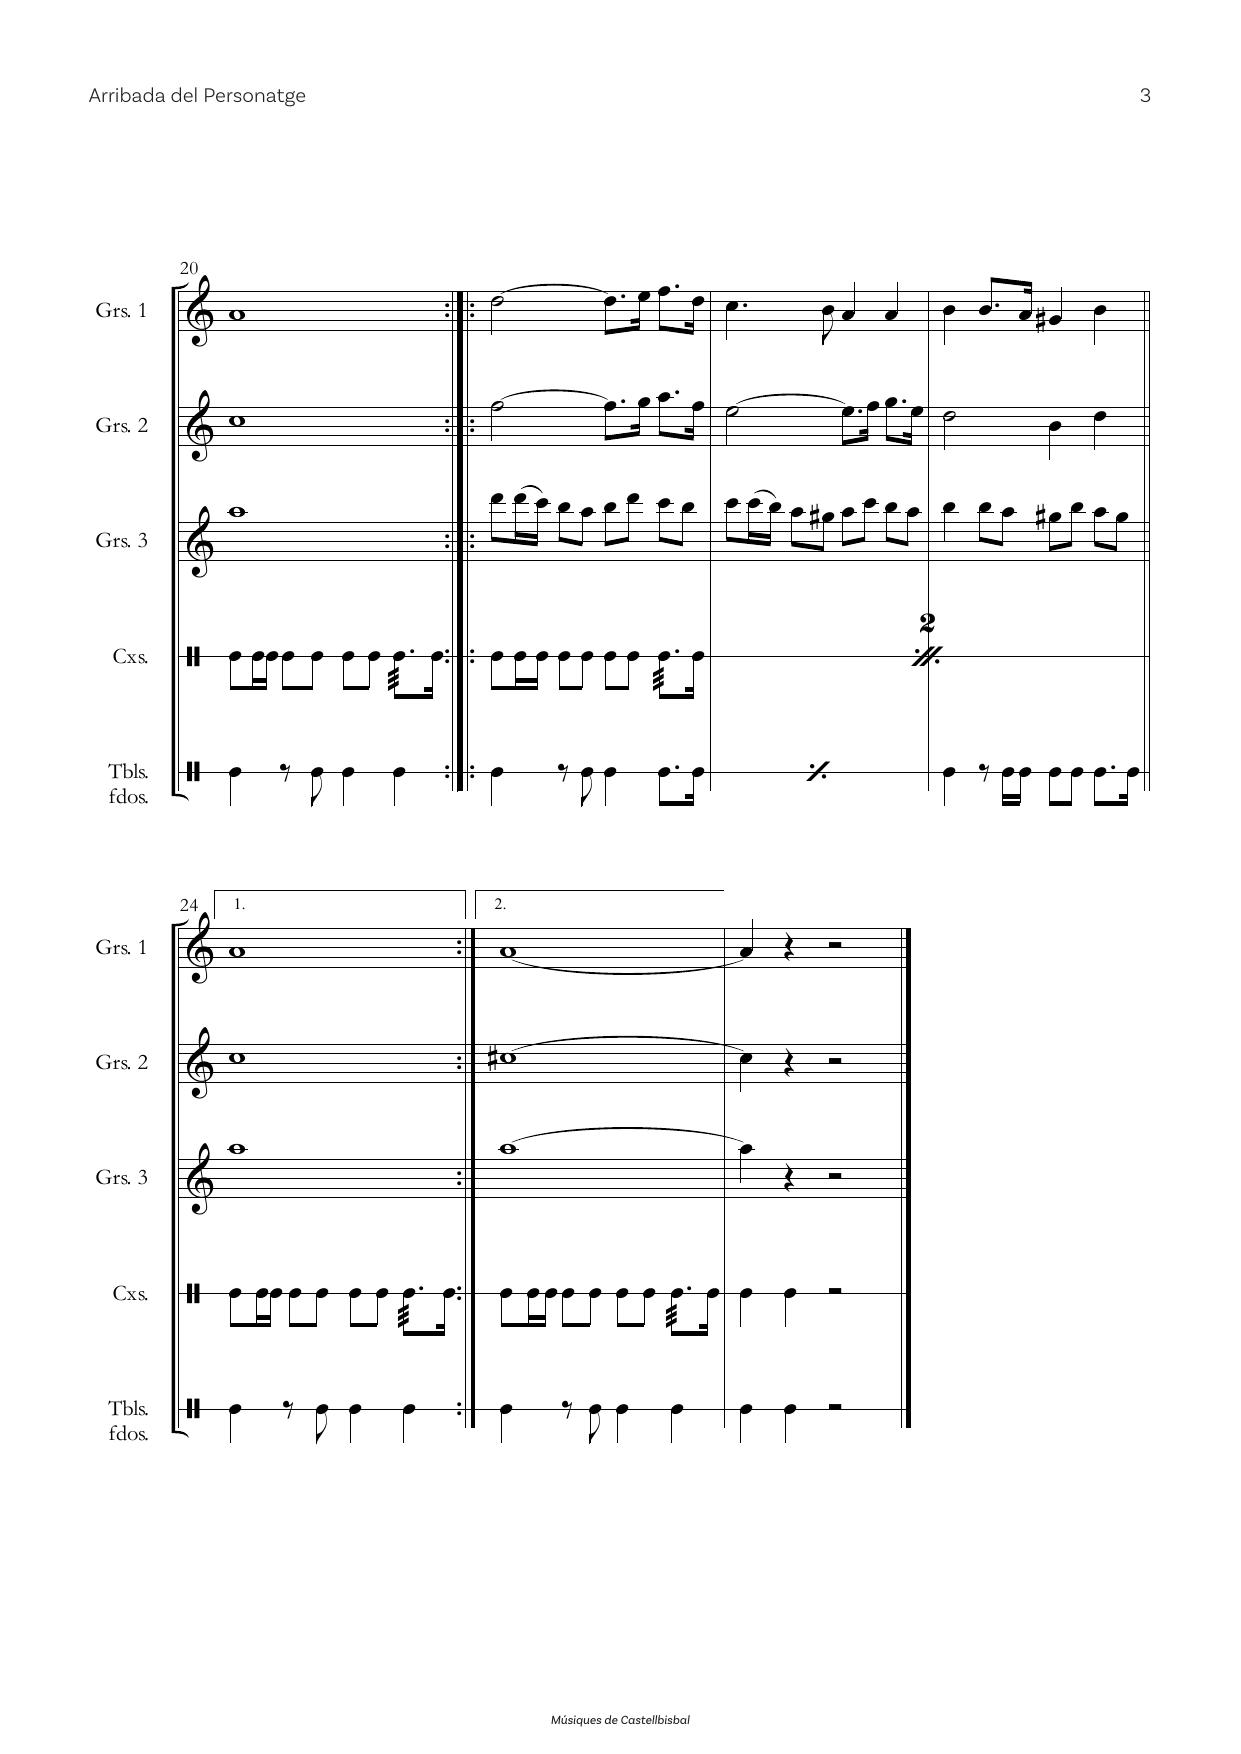 Arribada del Personatge
3
20
Grs. 1
Grs. 2
Grs. 3
2
Cxs.
Tbls.
fdos.
24
1.
2.
Grs. 1
Grs. 2
Grs. 3
Cxs.
Tbls.
fdos.
Músiques de Castellbisbal